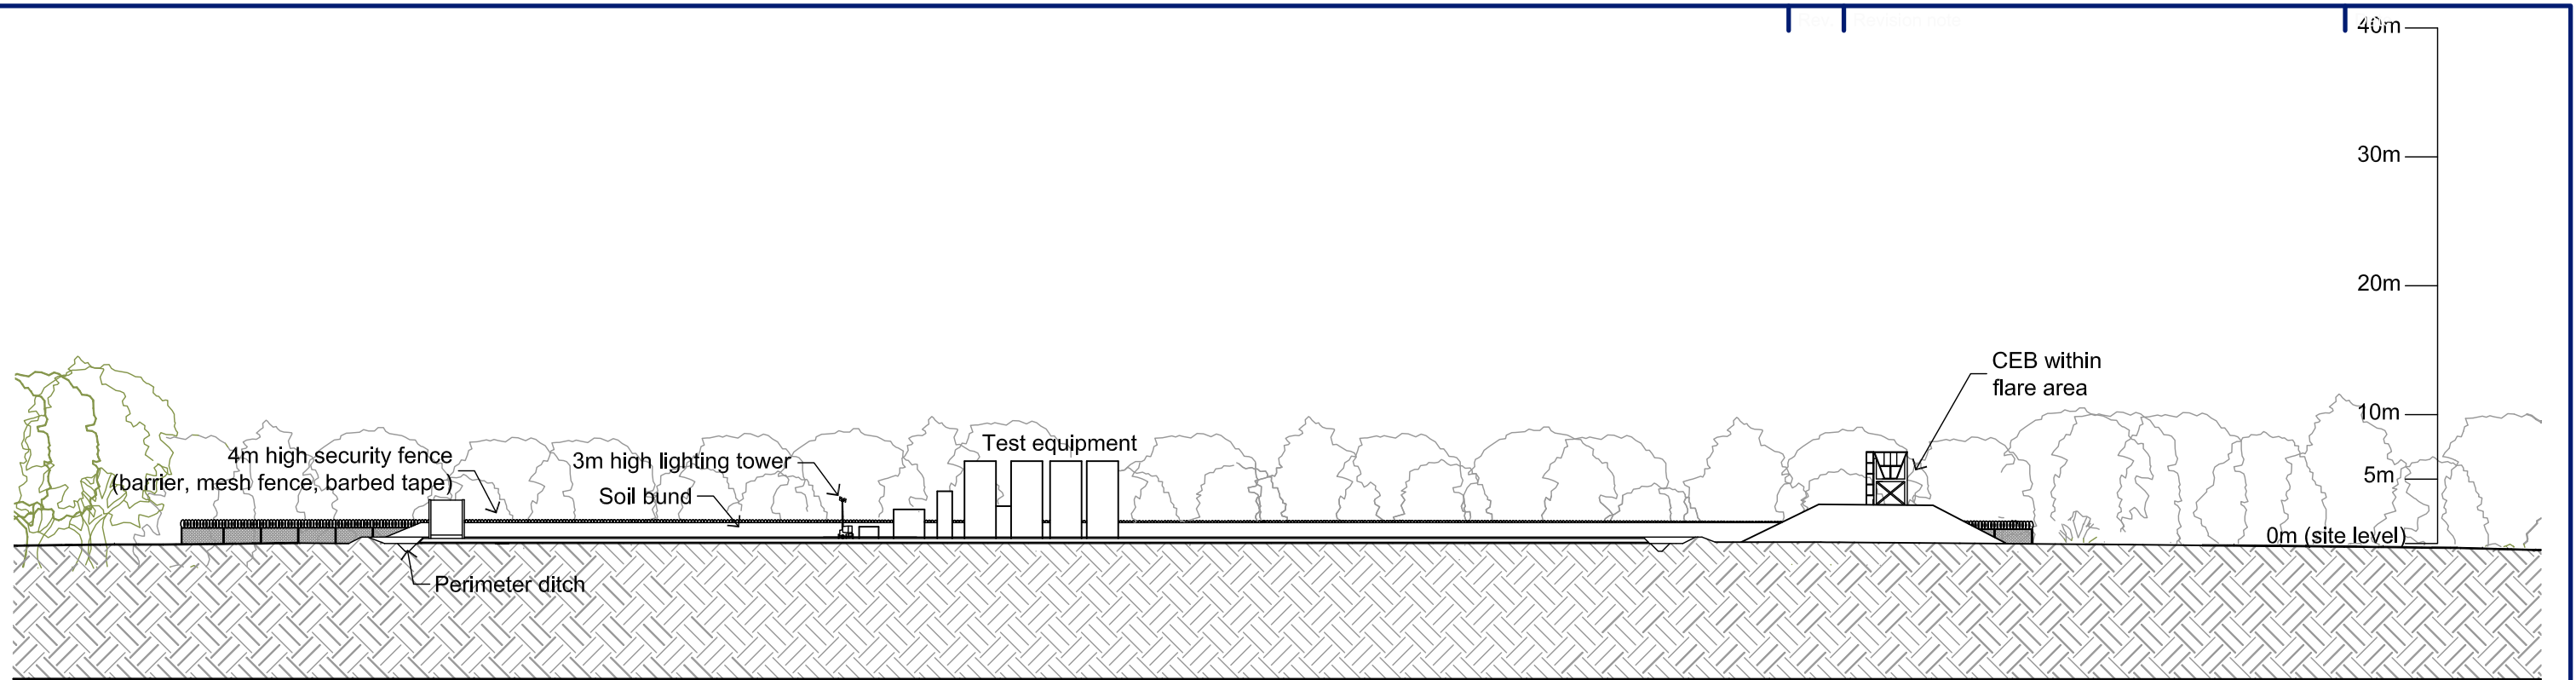 40m
30m
20m
CEB within
flare area
10m
Test equipment
4m high security fence
(barrier, mesh fence, barbed tape)
3m high lighting tower
Soil bund
5m
0m (site level)
Perimeter ditch